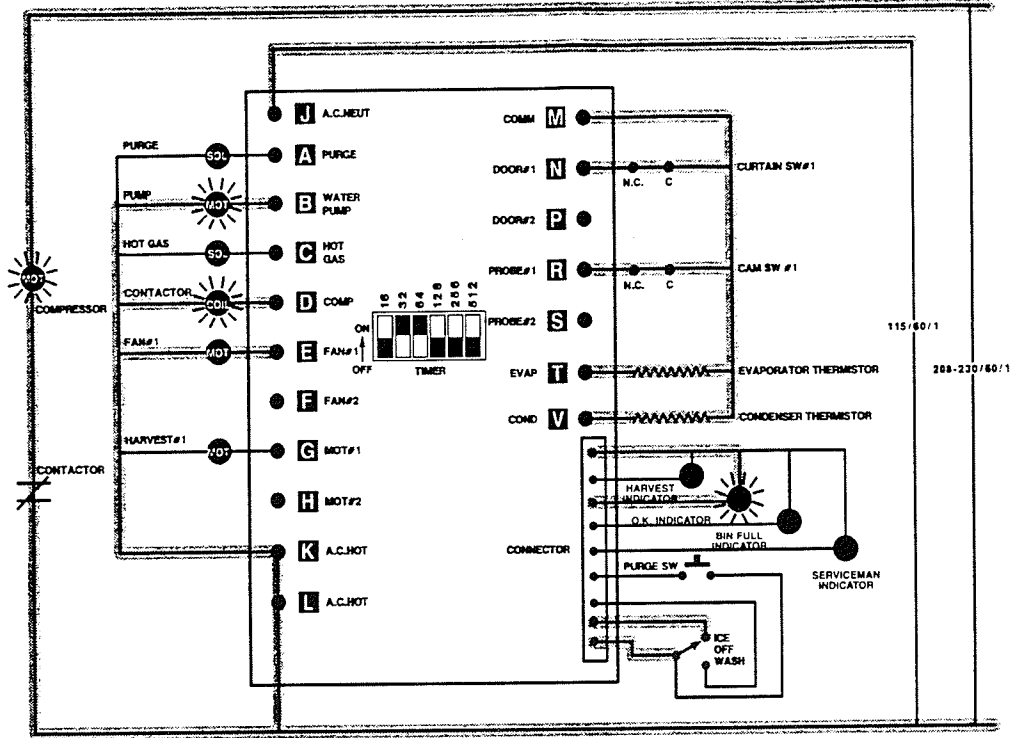 J A.C.NEUT
PURGE SOL A PURGE
PUMP MOT B WATER
PUMP
HOT GAS SOL C HOT
GAS
CONTACTOR COIL D COMP
COMPRESSOR
FAN#1 MOT E FAN#1
F FAN#2
HARVEST#1 MOT G MOT#1
CONTACTOR
H MOT#2
K A.C.HOT
L A.C.HOT
16 32 64 128 256 512
ON
OFF
TIMER
COMM M
DOOR#1 N N.C. C CURTAIN SW#1
DOOR#2 P
PROBE#1 R N.C. C CAM SW #1
PROBE#2 S
EVAP T EVAPORATOR THERMISTOR
COND V CONDENSER THERMISTOR
115/60/1
208-230/60/1
CONNECTOR
HARVEST
INDICATOR
O.K. INDICATOR
BIN FULL
INDICATOR
SERVICEMAN
INDICATOR
PURGE SW
ICE
OFF
WASH